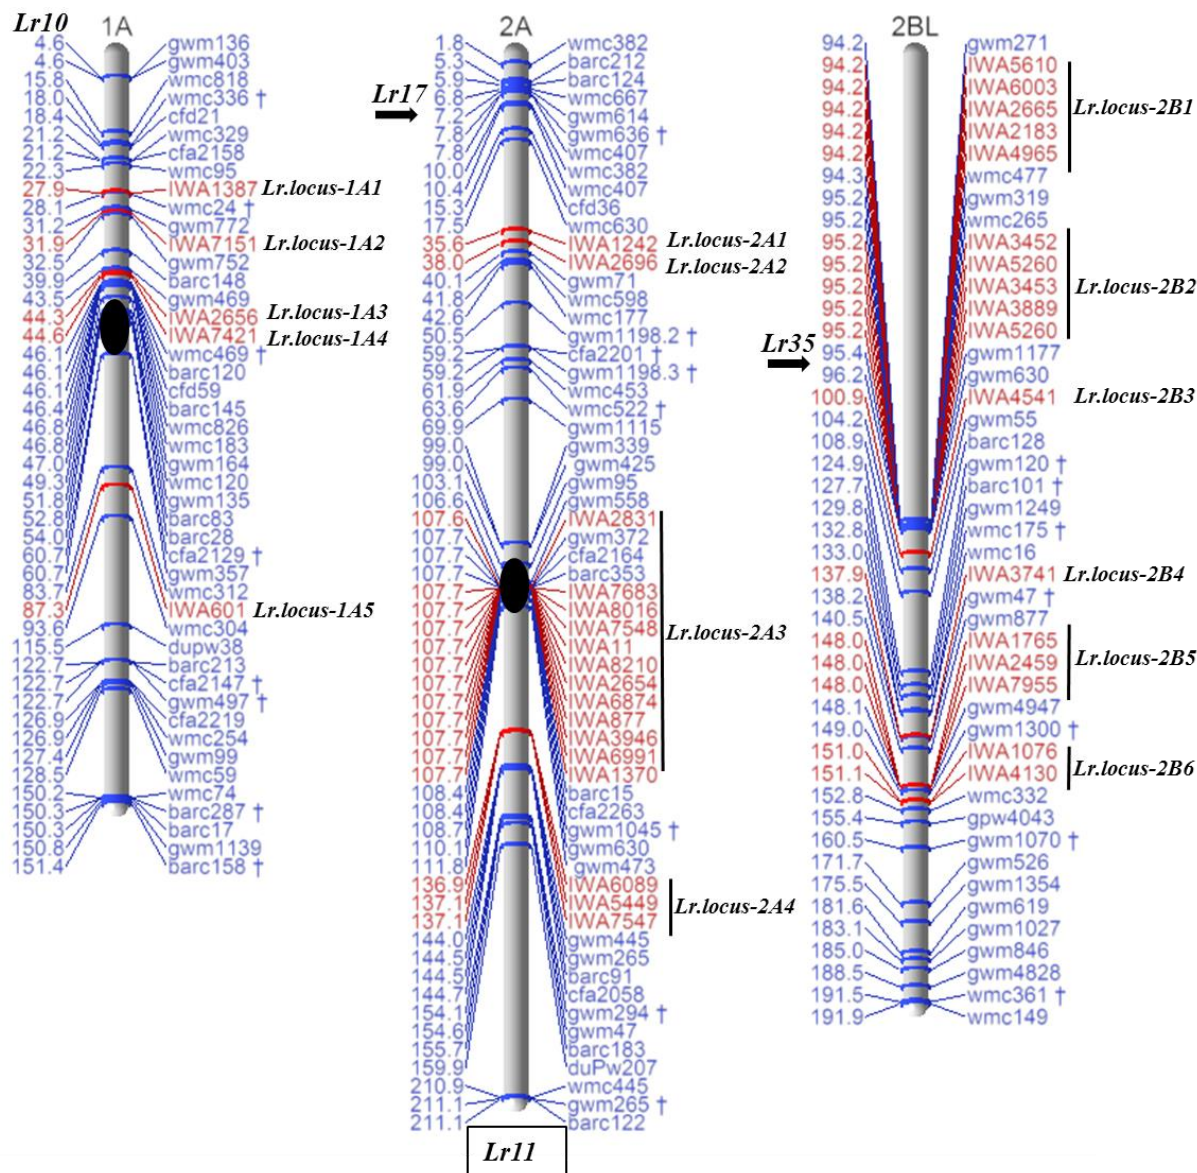 Lr10
1A
4.6 gwm136
4.6 gwm403
15.8 wmc818
18.0 wmc336 †
18.4 cfd21
21.2 wmc329
21.2 cfa2158
22.3 wmc95
27.9 IWA1387 Lr.locus-1A1
28.1 wmc24 †
31.2 gwm772
31.9 IWA7151 Lr.locus-1A2
32.5 gwm752
39.9 barc148
43.5 gwm469
44.3 IWA2656 Lr.locus-1A3
44.6 IWA7421 Lr.locus-1A4
46.1 wmc469 †
46.1 barc120
46.1 cfd59
46.4 barc145
46.8 wmc826
46.8 wmc183
47.0 gwm164
49.3 wmc120
51.8 gwm135
52.8 barc83
54.0 barc28
60.7 cfa2129 †
60.7 gwm357
83.7 wmc312
87.3 IWA601 Lr.locus-1A5
93.6 wmc304
115.5 dupw38
122.7 barc213
122.7 cfa2147 †
122.7 gwm497 †
126.9 cfa2219
126.9 wmc254
127.4 gwm99
128.5 wmc59
150.2 wmc74
150.3 barc287 †
150.3 barc17
150.8 gwm1139
151.4 barc158 †
2A
Lr17
1.8 wmc382
5.3 barc212
5.9 barc124
6.8 wmc667
7.2 gwm614
7.8 gwm636 †
7.8 wmc407
10.0 wmc382
10.4 wmc407
15.3 cfd36
17.5 wmc630
35.6 IWA1242 Lr.locus-2A1
38.0 IWA2696 Lr.locus-2A2
40.1 gwm71
41.8 wmc598
42.6 wmc177
50.5 gwm1198.2 †
59.2 cfa2201 †
59.2 gwm1198.3 †
61.9 wmc453
63.6 wmc522 †
69.9 gwm1115
99.0 gwm339
99.0 gwm425
103.1 gwm95
106.6 gwm558
107.6 IWA2831
107.7 gwm372
107.7 cfa2164
107.7 barc353
107.7 IWA7683
107.7 IWA8016
107.7 IWA7548 Lr.locus-2A3
107.7 IWA11
107.7 IWA8210
107.7 IWA2654
107.7 IWA6874
107.7 IWA877
107.7 IWA3946
107.7 IWA6991
107.7 IWA1370
108.4 barc15
108.4 cfa2263
108.7 gwm1045 †
110.1 gwm630
111.8 gwm473
136.9 IWA6089
137.1 IWA5449 Lr.locus-2A4
137.1 IWA7547
144.0 gwm445
144.5 gwm265
144.5 barc91
144.7 cfa2058
154.1 gwm294 †
154.6 gwm47
155.7 barc183
159.9 duPw207
210.9 wmc445
211.1 gwm265 †
211.1 barc122
Lr11
2BL
94.2 gwm271
94.2 IWA5610
94.2 IWA6003
94.2 IWA2665 Lr.locus-2B1
94.2 IWA2183
94.2 IWA4965
94.3 wmc477
95.2 gwm319
95.2 wmc265
95.2 IWA3452
95.2 IWA5260
95.2 IWA3453 Lr.locus-2B2
95.2 IWA3889
95.2 IWA5260
Lr35
95.4 gwm1177
96.2 gwm630
100.9 IWA4541 Lr.locus-2B3
104.2 gwm55
108.9 barc128
124.9 gwm120 †
127.7 barc101 †
129.8 gwm1249
132.8 wmc175 †
133.0 wmc16
137.9 IWA3741 Lr.locus-2B4
138.2 gwm47 †
140.5 gwm877
148.0 IWA1765
148.0 IWA2459 Lr.locus-2B5
148.0 IWA7955
148.1 gwm4947
149.0 gwm1300 †
151.0 IWA1076
151.1 IWA4130 Lr.locus-2B6
152.8 wmc332
155.4 gpw4043
160.5 gwm1070 †
171.7 gwm526
175.5 gwm1354
181.6 gwm619
183.1 gwm1027
185.0 gwm846
188.5 gwm4828
191.5 wmc361 †
191.9 wmc149